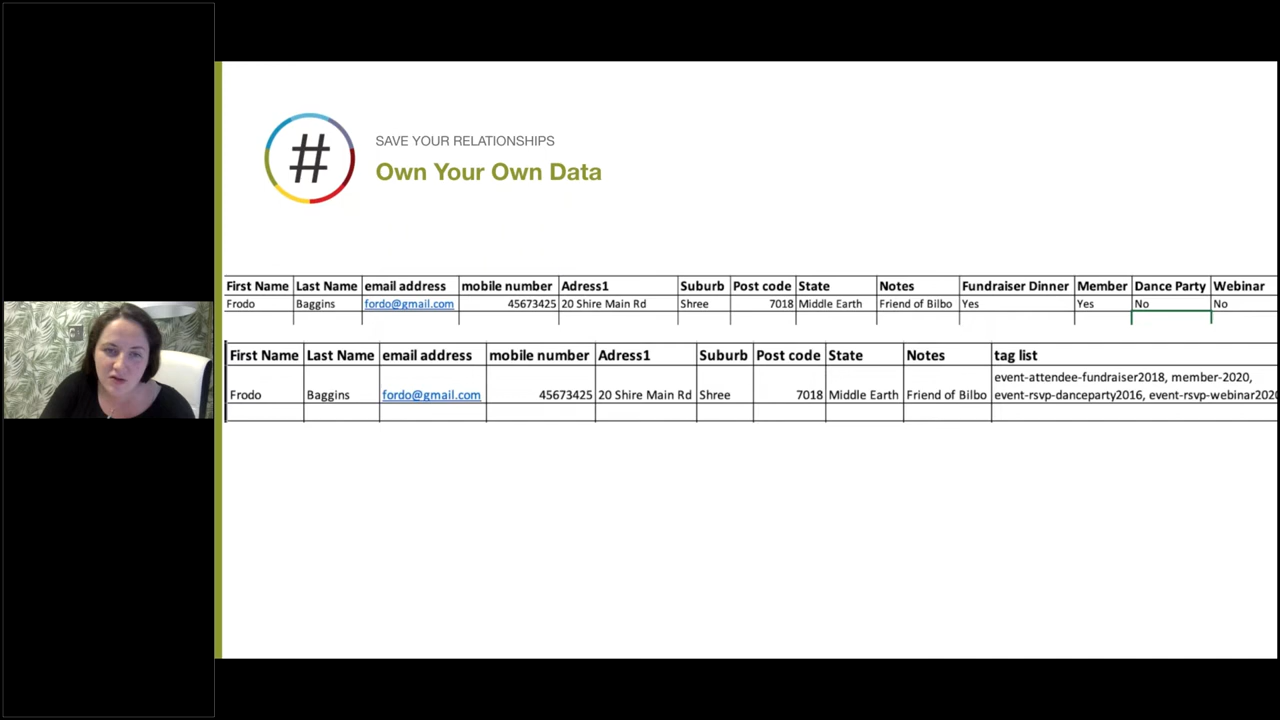 #
SAVE YOUR RELATIONSHIPS
Own Your Own Data
First Name Last Name email address mobile number Adress1 Suburb Post code State Notes Fundraiser Dinner Member Dance Party Webinar
Frodo Baggins fordo@gmail.com 45673425 20 Shire Main Rd Shree 7018 Middle Earth Friend of Bilbo Yes Yes No No
First Name Last Name email address mobile number Adress1 Suburb Post code State Notes tag list
event-attendee-fundraiser2018, member-2020,
Frodo Baggins fordo@gmail.com 45673425 20 Shire Main Rd Shree 7018 Middle Earth Friend of Bilbo event-rsvp-danceparty2016, event-rsvp-webinar2020